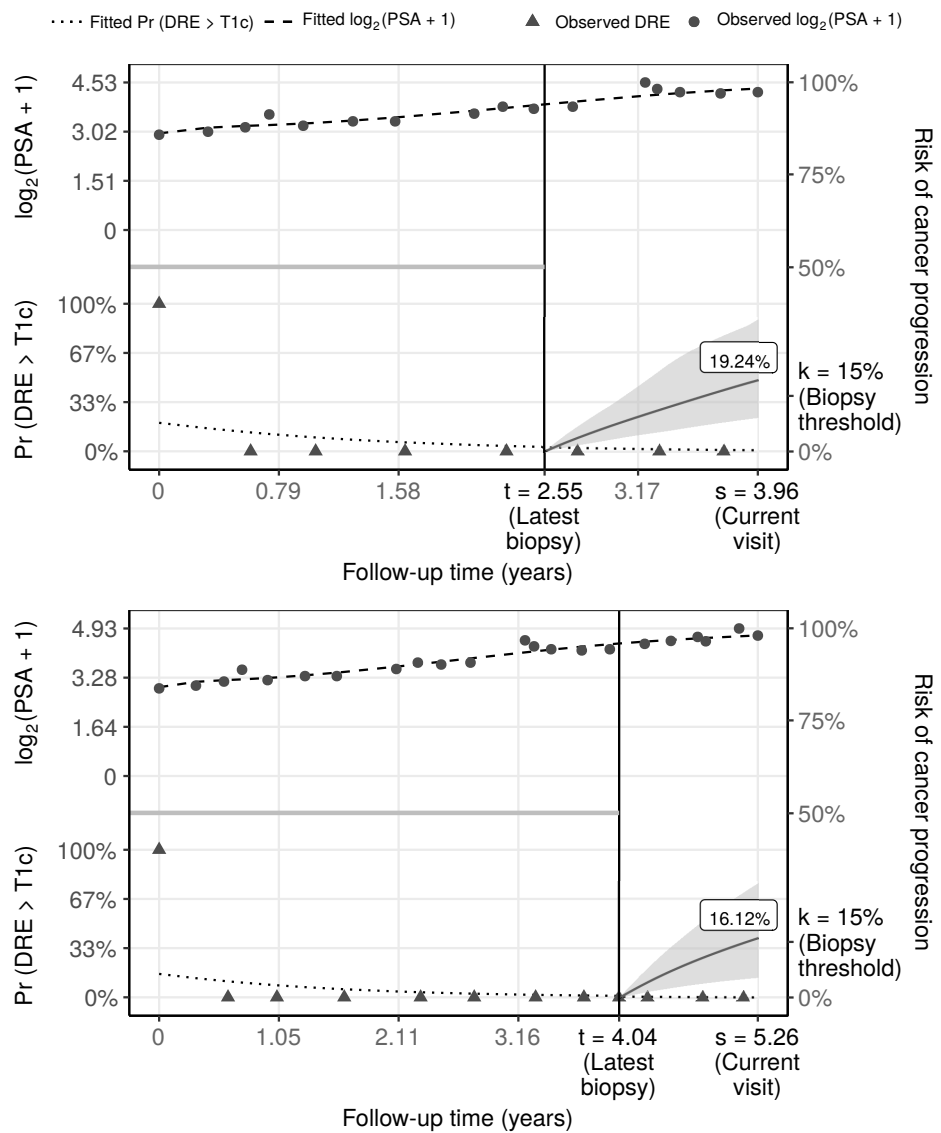 Fitted Pr (DRE > T1c) Fitted log₂(PSA + 1) Observed DRE Observed log₂(PSA + 1)
log₂(PSA + 1)
4.53
3.02
1.51
0
Pr (DRE > T1c)
100%
67%
33%
0%
100%
75%
50%
0%
Risk of cancer progression
19.24%
k = 15%
(Biopsy
threshold)
0 0.79 1.58 t = 2.55 3.17 s = 3.96
(Latest (Current
biopsy) visit)
Follow-up time (years)
log₂(PSA + 1)
4.93
3.28
1.64
0
Pr (DRE > T1c)
100%
67%
33%
0%
100%
75%
50%
0%
Risk of cancer progression
16.12%
k = 15%
(Biopsy
threshold)
0 1.05 2.11 3.16 t = 4.04 s = 5.26
(Latest (Current
biopsy) visit)
Follow-up time (years)